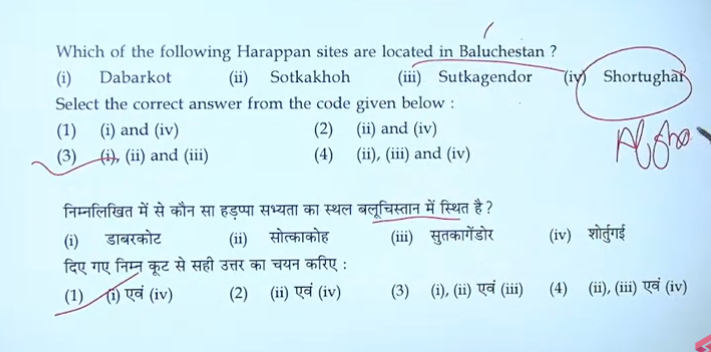 Which of the following Harappan sites are located in Baluchestan ?
(i) Dabarkot (ii) Sotkakhoh (iii) Sutkagendor (iv) Shortughai
Select the correct answer from the code given below :
(1) (i) and (iv) (2) (ii) and (iv)
(3) (i), (ii) and (iii) (4) (ii), (iii) and (iv)
निम्नलिखित में से कौन सा हड़प्पा सभ्यता का स्थल बलूचिस्तान में स्थित है ?
(i) डाबरकोट (ii) सोत्काकोह (iii) सुतकागेंडोर (iv) शोर्तुगई
दिए गए निम्न कूट से सही उत्तर का चयन करिए :
(1) (i) एवं (iv) (2) (ii) एवं (iv) (3) (i), (ii) एवं (iii) (4) (ii), (iii) एवं (iv)